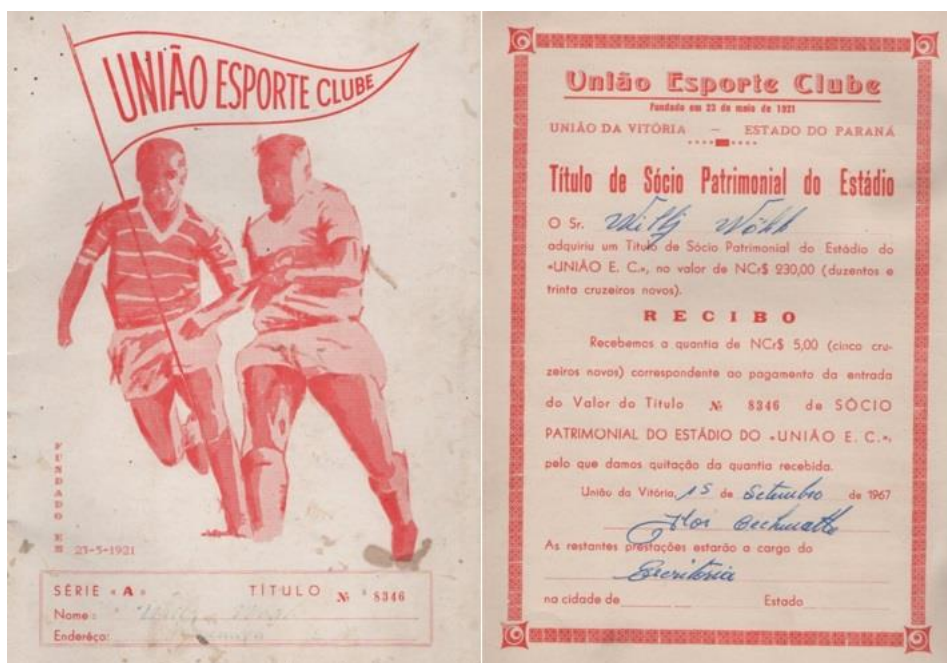 UNIÃO ESPORTE CLUBE
FUNDADO EM
23-5-1921
SÉRIE «A» TÍTULO Nº 8346
Nome:
Enderêço:
União Esporte Clube
Fundado em 23 de maio de 1921
UNIÃO DA VITÓRIA — ESTADO DO PARANÁ
Título de Sócio Patrimonial do Estádio
O Sr. Willy
adquiriu um Título de Sócio Patrimonial do Estádio do
«UNIÃO E. C.», no valor de NCr$ 230,00 (duzentos e
trinta cruzeiros novos).
RECIBO
Recebemos a quantia de NCr$ 5,00 (cinco cru-
zeiros novos) correspondente ao pagamento da entrada
do Valor do Título Nº 8346 de SÓCIO
PATRIMONIAL DO ESTÁDIO DO «UNIÃO E. C.»,
pelo que damos quitação da quantia recebida.
União da Vitória, 15 de Setembro de 1967
As restantes prestações estarão a cargo do
Escritório
na cidade de Estado